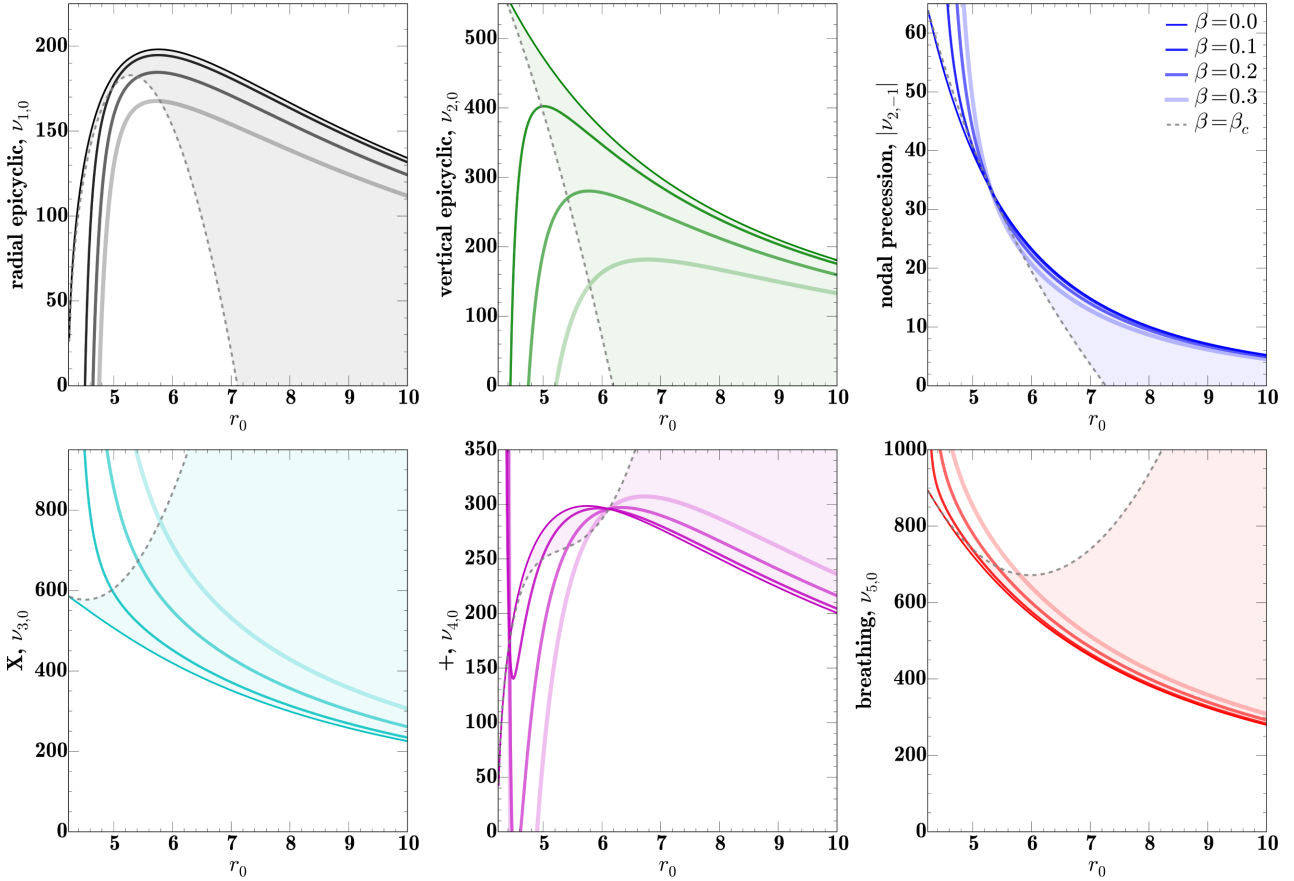 radial epicyclic, ν₁,₀
200
150
100
50
0
5 6 7 8 9 10
r₀
vertical epicyclic, ν₂,₀
500
400
300
200
100
0
5 6 7 8 9 10
r₀
nodal precession, |ν₂,₋₁|
60
50
40
30
20
10
0
5 6 7 8 9 10
r₀
β=0.0
β=0.1
β=0.2
β=0.3
β=β_c
X, ν₃,₀
800
600
400
200
0
5 6 7 8 9 10
r₀
+, ν₄,₀
350
300
250
200
150
100
50
0
5 6 7 8 9 10
r₀
breathing, ν₅,₀
1000
800
600
400
200
0
5 6 7 8 9 10
r₀